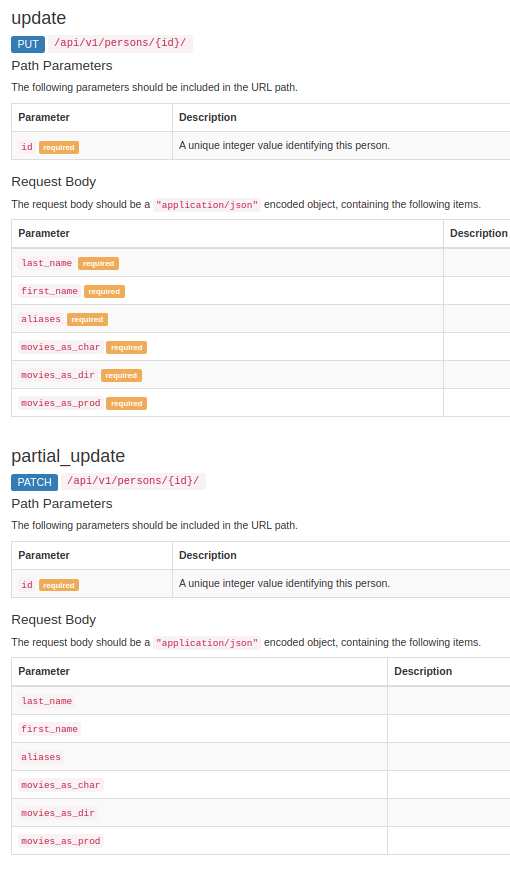 update
PUT /api/v1/persons/{id}/
Path Parameters
The following parameters should be included in the URL path.
Parameter Description
id required A unique integer value identifying this person.
Request Body
The request body should be a "application/json" encoded object, containing the following items.
Parameter Description
last_name required
first_name required
aliases required
movies_as_char required
movies_as_dir required
movies_as_prod required
partial_update
PATCH /api/v1/persons/{id}/
Path Parameters
The following parameters should be included in the URL path.
Parameter Description
id required A unique integer value identifying this person.
Request Body
The request body should be a "application/json" encoded object, containing the following items.
Parameter Description
last_name
first_name
aliases
movies_as_char
movies_as_dir
movies_as_prod